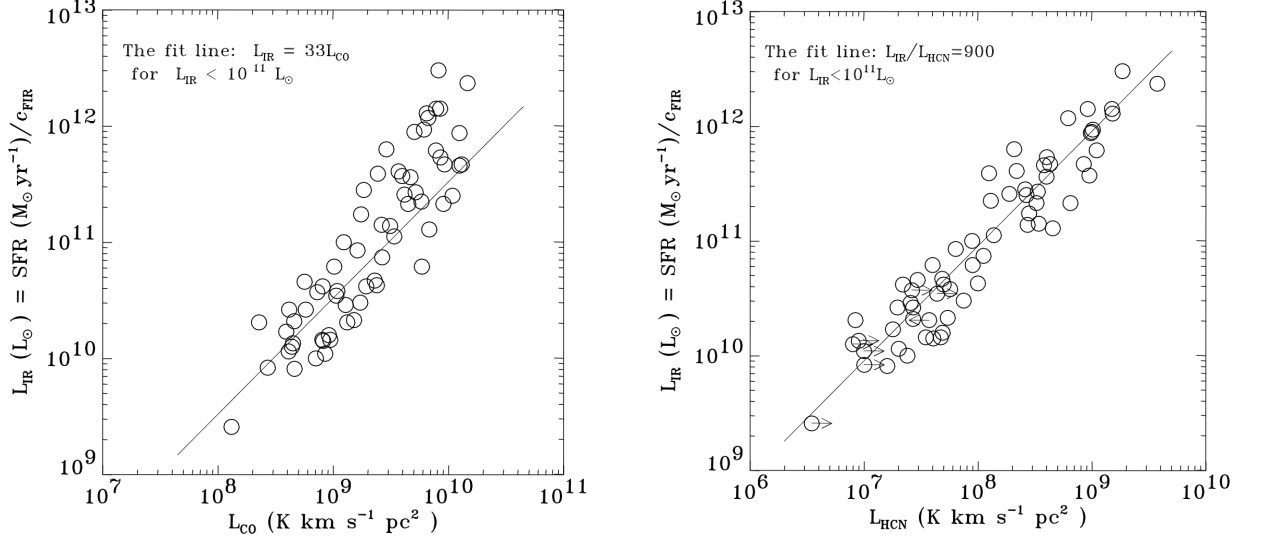 The fit line: L_IR = 33L_CO
for L_IR < 10^11 L_⊙
L_IR (L_⊙) = SFR (M_⊙ yr^−1)/c_FIR
10^13
10^12
10^11
10^10
10^9
10^7 10^8 10^9 10^10 10^11
L_CO (K km s^−1 pc^2 )
The fit line: L_IR/L_HCN=900
for L_IR<10^11L_⊙
L_IR (L_⊙) = SFR (M_⊙ yr^−1)/c_FIR
10^13
10^12
10^11
10^10
10^9
10^6 10^7 10^8 10^9 10^10
L_HCN (K km s^−1 pc^2 )